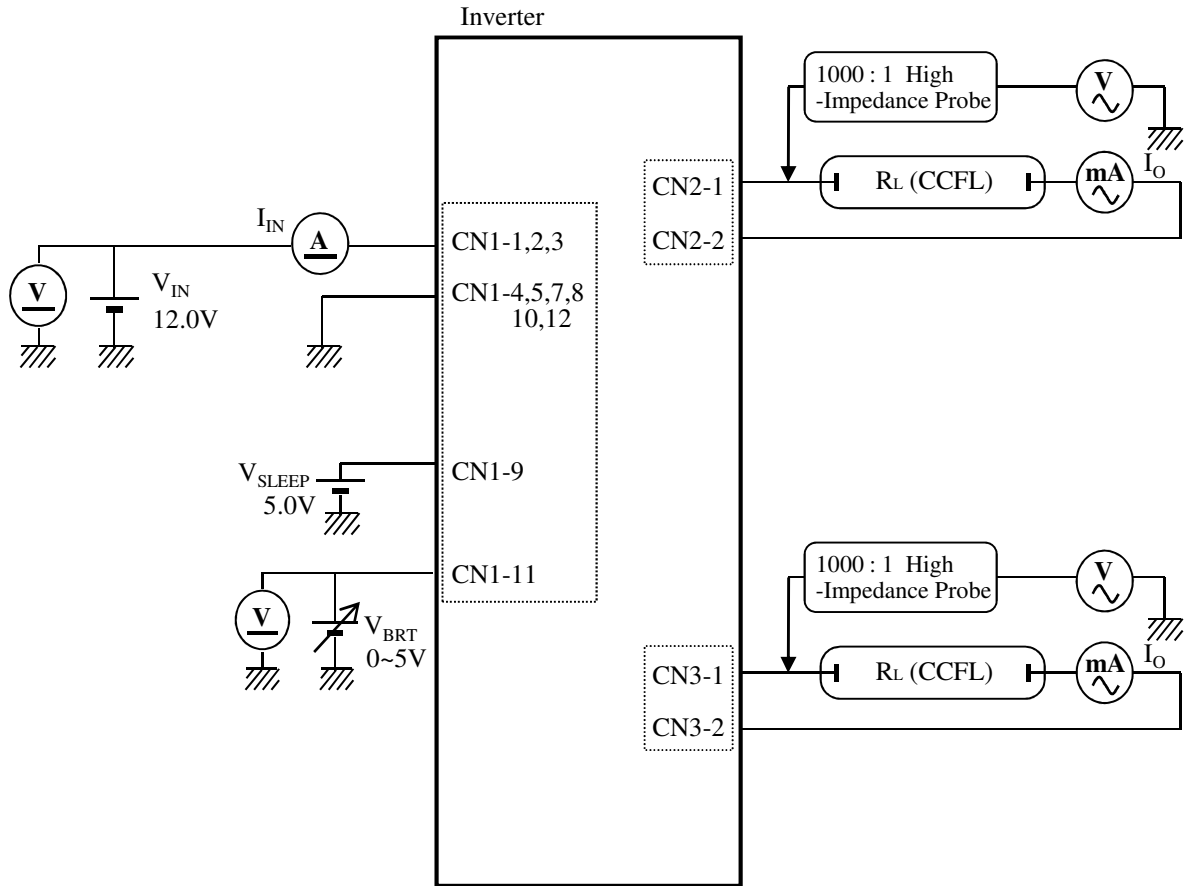 Inverter
1000 : 1 High
-Impedance Probe
V
I_O
CN2-1
R_L (CCFL)
mA
I_IN
A
CN1-1,2,3
CN2-2
V
V_IN
12.0V
CN1-4,5,7,8
10,12
V_SLEEP
5.0V
CN1-9
1000 : 1 High
-Impedance Probe
V
CN1-11
V
V_BRT
0~5V
I_O
CN3-1
R_L (CCFL)
mA
CN3-2